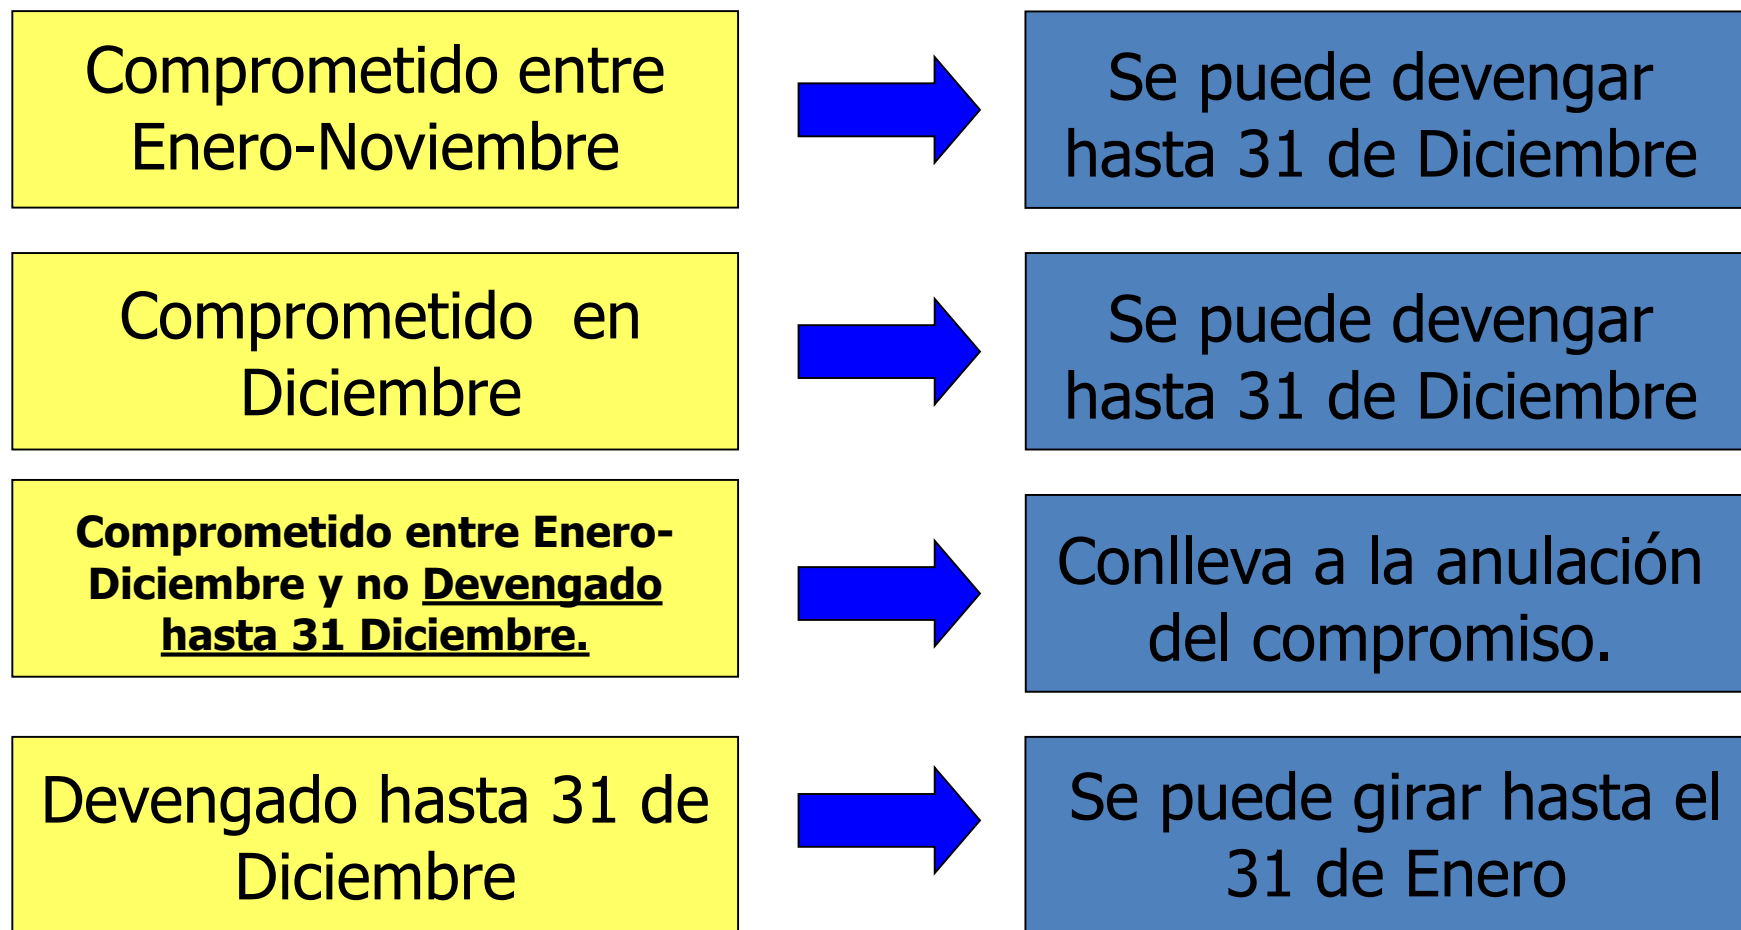 Comprometido entre
Enero-Noviembre
Se puede devengar
hasta 31 de Diciembre
Comprometido en
Diciembre
Se puede devengar
hasta 31 de Diciembre
Comprometido entre Enero-
Diciembre y no Devengado
hasta 31 Diciembre.
Conlleva a la anulación
del compromiso.
Devengado hasta 31 de
Diciembre
Se puede girar hasta el
31 de Enero